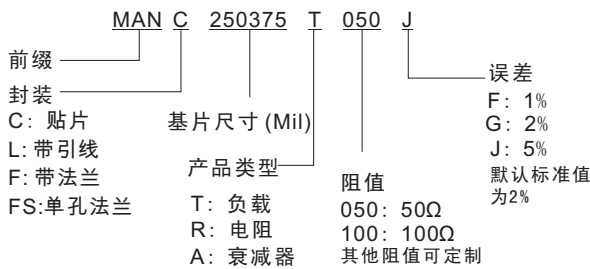 MAN C 250375 T 050 J
前缀
封装
C: 贴片
L: 带引线
F: 带法兰
FS:单孔法兰
基片尺寸(Mil)
产品类型
T: 负载
R: 电阻
A: 衰减器
阻值
050: 50Ω
100: 100Ω
其他阻值可定制
误差
F: 1%
G: 2%
J: 5%
默认标准值
为2%